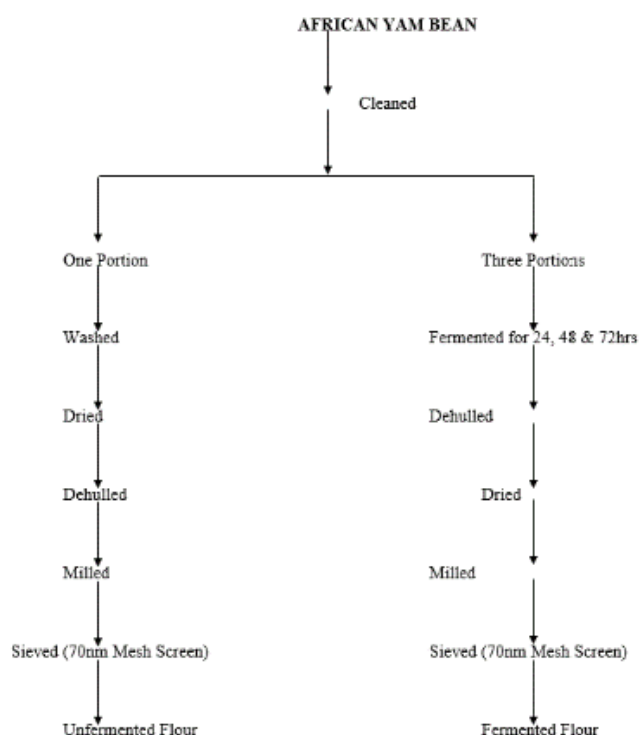 AFRICAN YAM BEAN
Cleaned
One Portion
Three Portions
Washed
Fermented for 24, 48 & 72hrs
Dried
Dehulled
Dehulled
Dried
Milled
Milled
Sieved (70nm Mesh Screen)
Sieved (70nm Mesh Screen)
Unfermented Flour
Fermented Flour